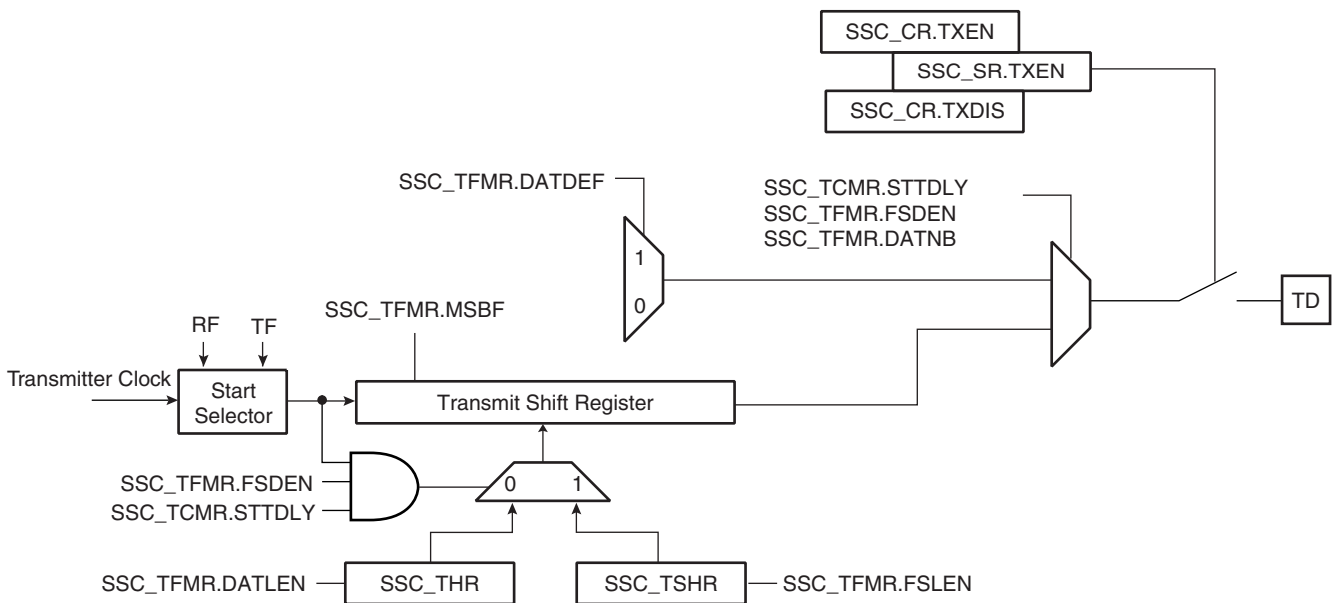 SSC_CR.TXEN
SSC_SR.TXEN
SSC_CR.TXDIS
SSC_TFMR.DATDEF
SSC_TCMR.STTDLY
SSC_TFMR.FSDEN
SSC_TFMR.DATNB
1
0
TD
SSC_TFMR.MSBF
RF TF
Transmitter Clock
Start
Selector
Transmit Shift Register
SSC_TFMR.FSDEN
SSC_TCMR.STTDLY
0 1
SSC_TFMR.DATLEN
SSC_THR
SSC_TSHR
SSC_TFMR.FSLEN